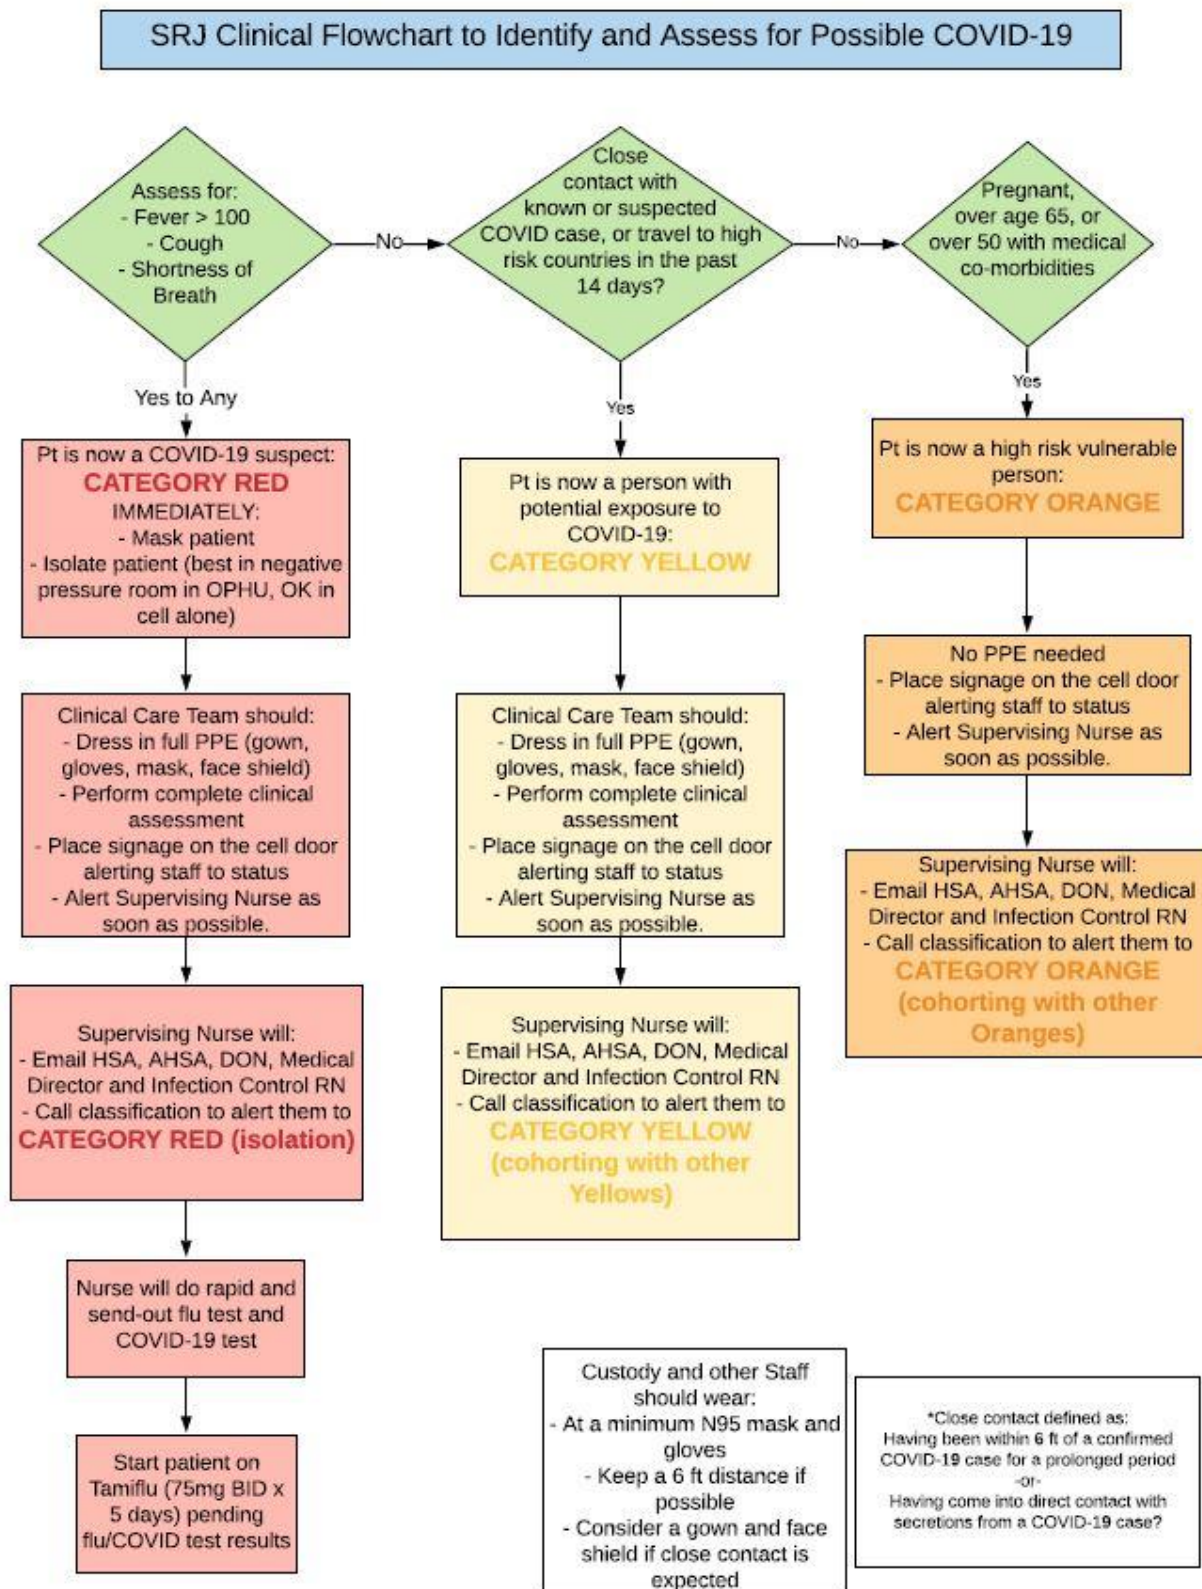 SRJ Clinical Flowchart to Identify and Assess for Possible COVID-19
Assess for:
- Fever > 100
- Cough
- Shortness of
Breath
No
Close
contact with
known or suspected
COVID case, or travel to high
risk countries in the past
14 days?
No
Pregnant,
over age 65, or
over 50 with medical
co-morbidities
Yes to Any
Yes
Yes
Pt is now a COVID-19 suspect:
CATEGORY RED
IMMEDIATELY:
- Mask patient
- Isolate patient (best in negative
pressure room in OPHU, OK in
cell alone)
Clinical Care Team should:
- Dress in full PPE (gown,
gloves, mask, face shield)
- Perform complete clinical
assessment
- Place signage on the cell door
alerting staff to status
- Alert Supervising Nurse as
soon as possible.
Supervising Nurse will:
- Email HSA, AHSA, DON, Medical
Director and Infection Control RN
- Call classification to alert them to
CATEGORY RED (isolation)
Nurse will do rapid and
send-out flu test and
COVID-19 test
Start patient on
Tamiflu (75mg BID x
5 days) pending
flu/COVID test results
Pt is now a person with
potential exposure to
COVID-19:
CATEGORY YELLOW
Clinical Care Team should:
- Dress in full PPE (gown,
gloves, mask, face shield)
- Perform complete clinical
assessment
- Place signage on the cell door
alerting staff to status
- Alert Supervising Nurse as
soon as possible.
Supervising Nurse will:
- Email HSA, AHSA, DON, Medical
Director and Infection Control RN
- Call classification to alert them to
CATEGORY YELLOW
(cohorting with other
Yellows)
Pt is now a high risk vulnerable
person:
CATEGORY ORANGE
No PPE needed
- Place signage on the cell door
alerting staff to status
- Alert Supervising Nurse as
soon as possible.
Supervising Nurse will:
- Email HSA, AHSA, DON, Medical
Director and Infection Control RN
- Call classification to alert them to
CATEGORY ORANGE
(cohorting with other
Oranges)
Custody and other Staff
should wear:
- At a minimum N95 mask and
gloves
- Keep a 6 ft distance if
possible
- Consider a gown and face
shield if close contact is
expected
*Close contact defined as:
Having been within 6 ft of a confirmed
COVID-19 case for a prolonged period
-or-
Having come into direct contact with
secretions from a COVID-19 case?